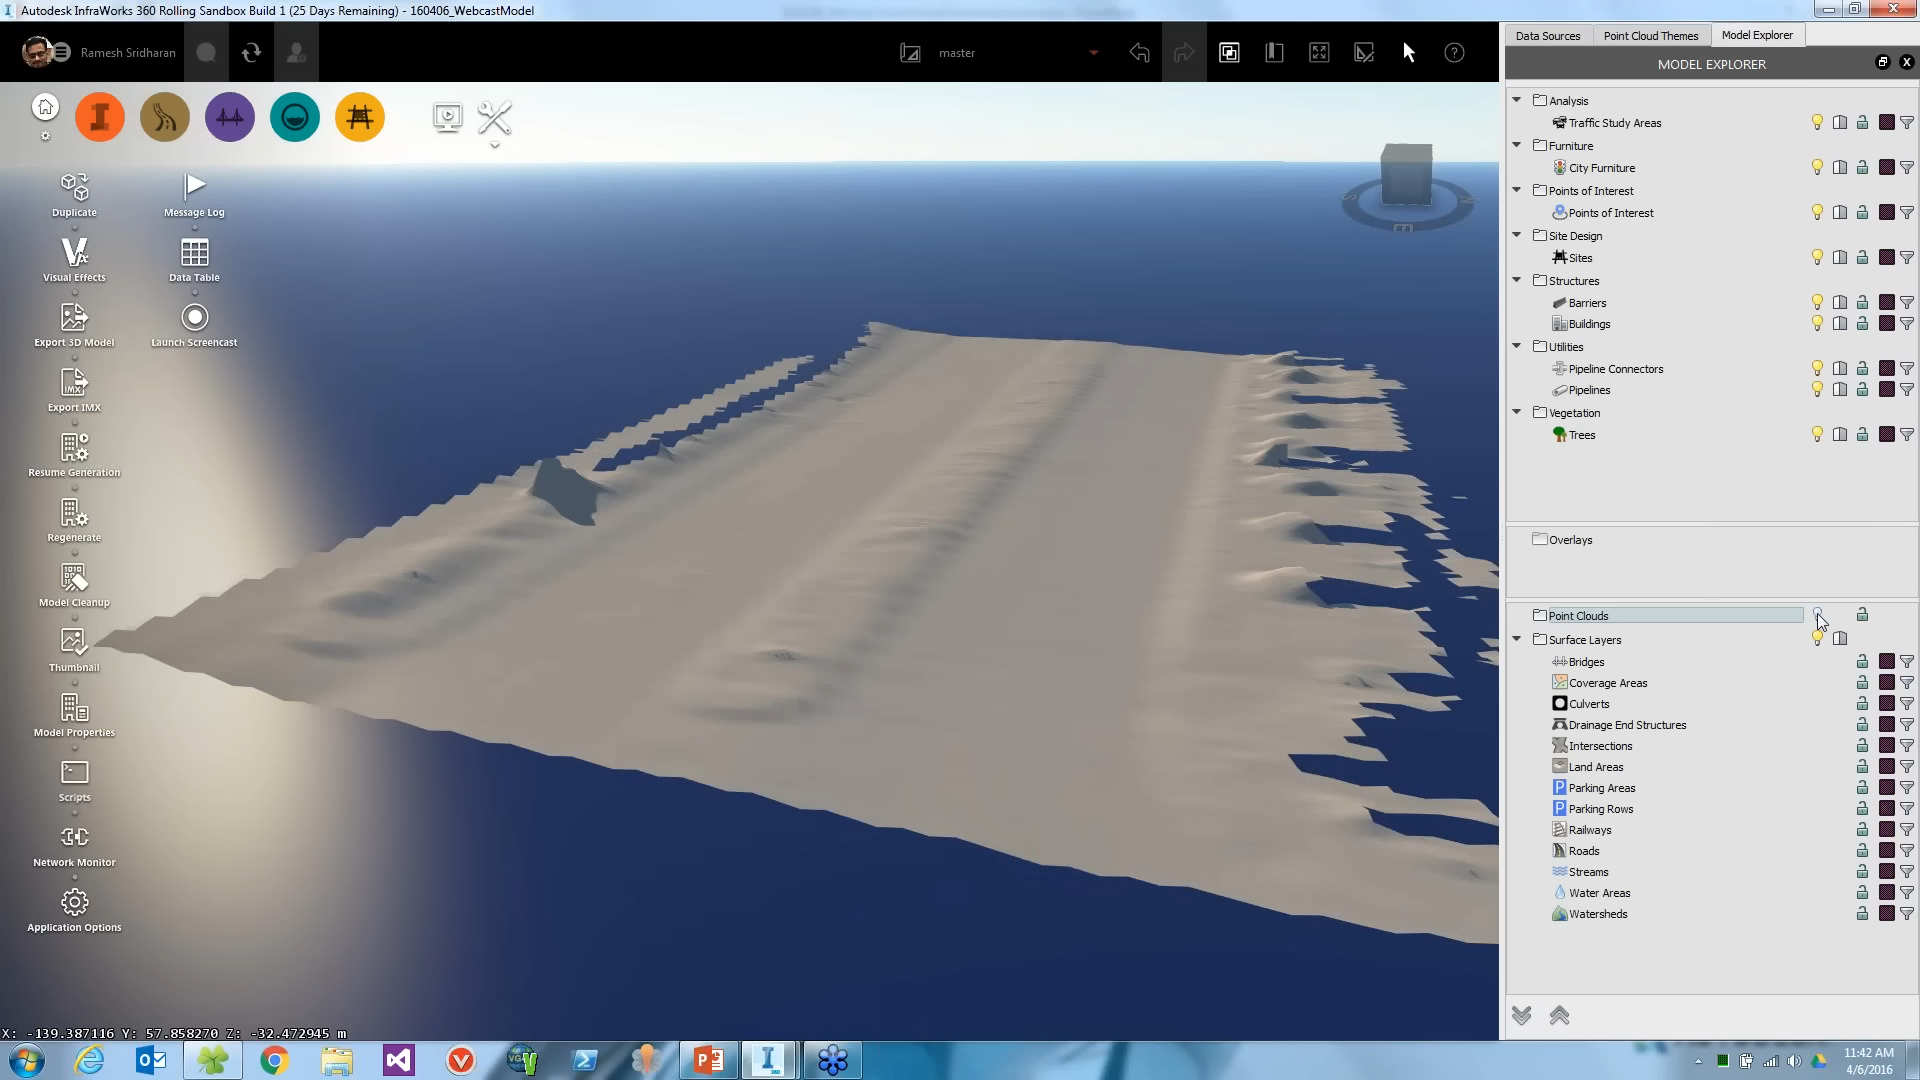 Autodesk InfraWorks 360 Rolling Sandbox Build 1 (25 Days Remaining) - 160406_WebcastModel
Ramesh Sridharan
master
Data Sources
Point Cloud Themes
Model Explorer
MODEL EXPLORER
Analysis
Traffic Study Areas
Furniture
City Furniture
Points of Interest
Points of Interest
Site Design
Sites
Structures
Barriers
Buildings
Utilities
Pipeline Connectors
Pipelines
Vegetation
Trees
Overlays
Point Clouds
Surface Layers
Bridges
Coverage Areas
Culverts
Drainage End Structures
Intersections
Land Areas
Parking Areas
Parking Rows
Railways
Roads
Streams
Water Areas
Watersheds
Duplicate
Message Log
Visual Effects
Data Table
Export 3D Model
Launch Screencast
Export IMX
Resume Generation
Regenerate
Model Cleanup
Thumbnail
Model Properties
Scripts
Network Monitor
Application Options
X: -139.387116 Y: 57.858270 Z: -32.472945 m
11:42 AM
4/6/2016